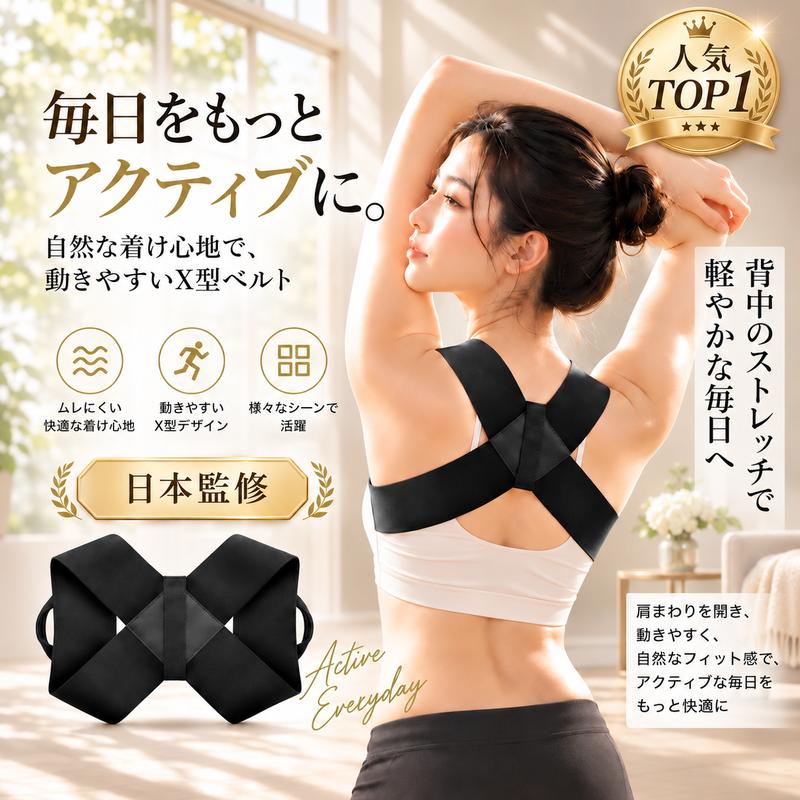 毎日をもっと
アクティブに。
自然な着け心地で、
動きやすいX型ベルト
ムレにくい
快適な着け心地
動きやすい
X型デザイン
様々なシーンで
活躍
日本監修
Active
Everyday
人気
TOP1
背中のストレッチで
軽やかな毎日へ
肩まわりを開き、
動きやすく、
自然なフィット感で、
アクティブな毎日を
もっと快適に